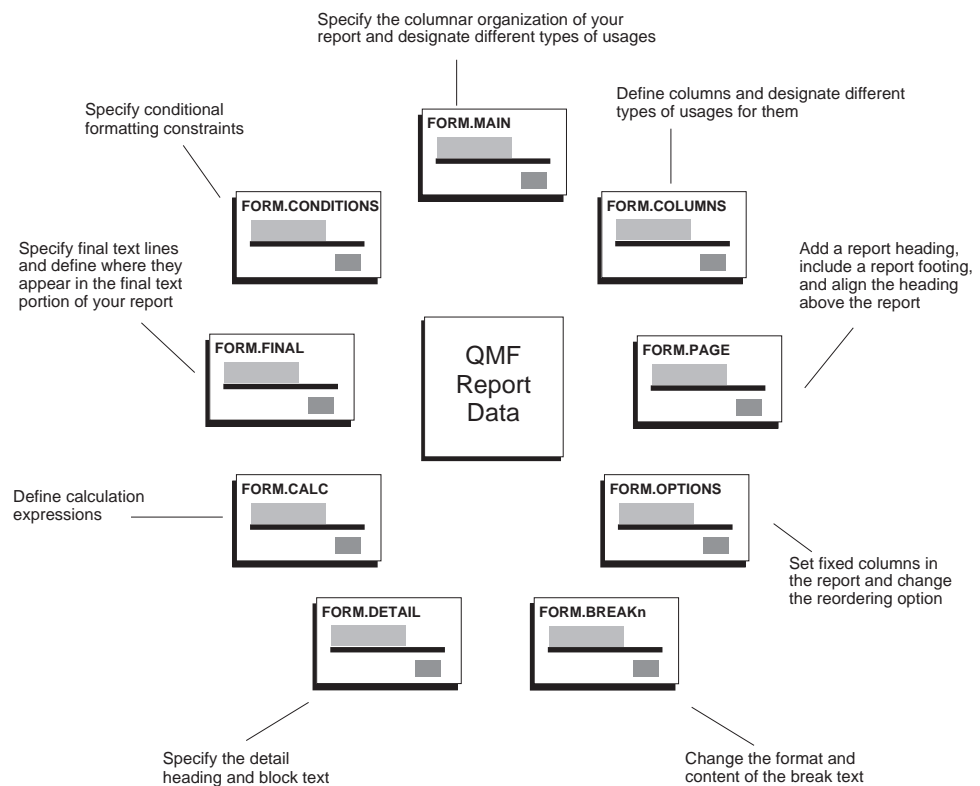 Specify the columnar organization of your
report and designate different types of usages
Define columns and designate different
types of usages for them
Specify conditional
formatting constraints
FORM.MAIN
FORM.CONDITIONS
FORM.COLUMNS
Specify final text lines
and define where they
appear in the final text
portion of your report
Add a report heading,
include a report footing,
and align the heading
above the report
FORM.FINAL
QMF
Report
Data
FORM.PAGE
Define calculation
expressions
FORM.CALC
FORM.OPTIONS
Set fixed columns in
the report and change
the reordering option
FORM.DETAIL
FORM.BREAKn
Specify the detail
heading and block text
Change the format and
content of the break text